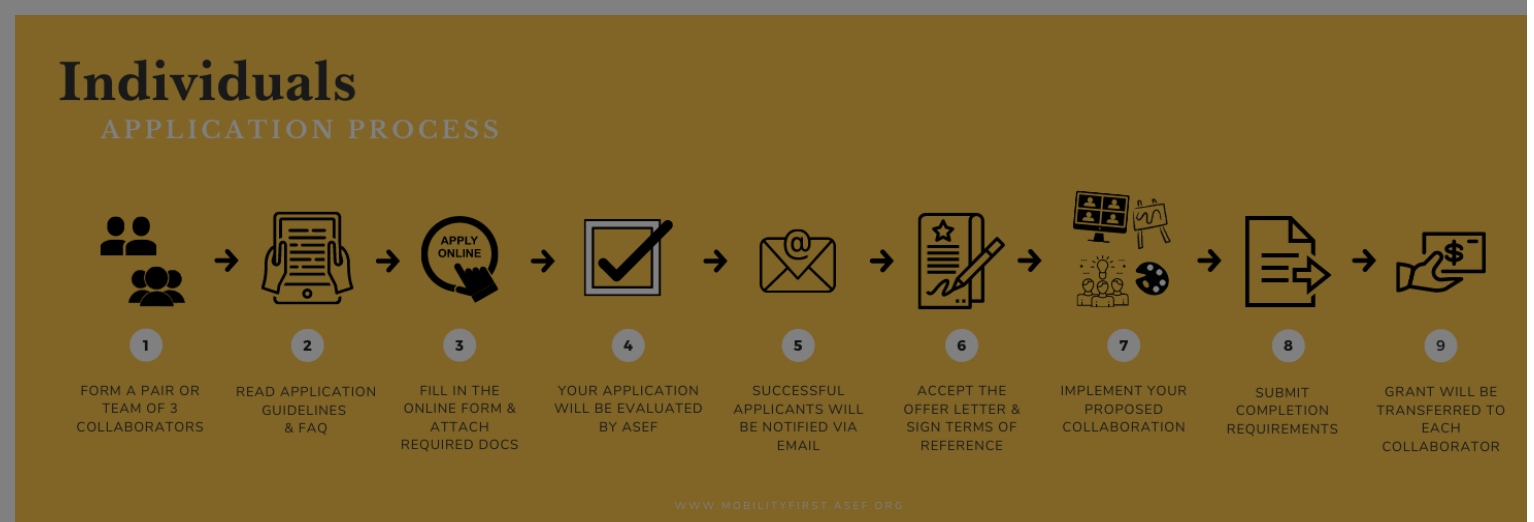 Individuals
APPLICATION PROCESS
APPLY
ONLINE
@
$
1
2
3
4
5
6
7
8
9
FORM A PAIR OR
TEAM OF 3
COLLABORATORS
READ APPLICATION
GUIDELINES
& FAQ
FILL IN THE
ONLINE FORM &
ATTACH
REQUIRED DOCS
YOUR APPLICATION
WILL BE EVALUATED
BY ASEF
SUCCESSFUL
APPLICANTS WILL
BE NOTIFIED VIA
EMAIL
ACCEPT THE
OFFER LETTER &
SIGN TERMS OF
REFERENCE
IMPLEMENT YOUR
PROPOSED
COLLABORATION
SUBMIT
COMPLETION
REQUIREMENTS
GRANT WILL BE
TRANSFERRED TO
EACH
COLLABORATOR
WWW.MOBILITYFIRST.ASEF.ORG